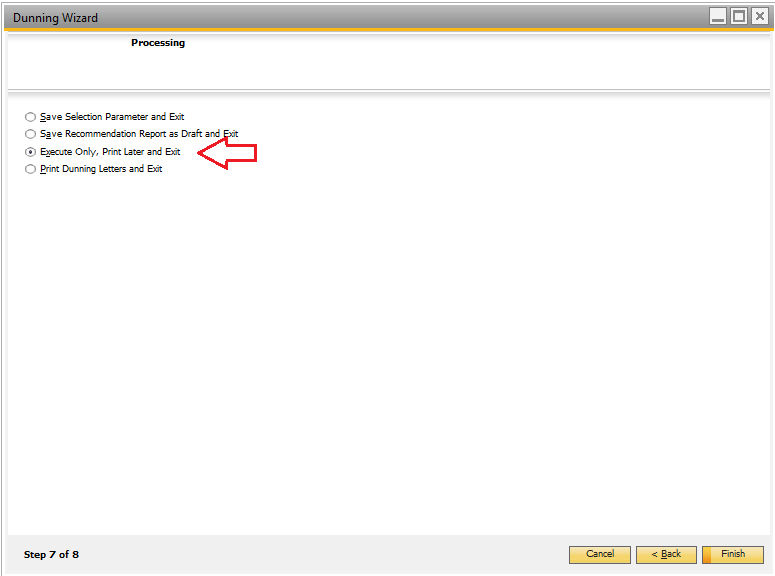 Dunning Wizard
Processing
Save Selection Parameter and Exit
Save Recommendation Report as Draft and Exit
Execute Only, Print Later and Exit
Print Dunning Letters and Exit
Step 7 of 8
Cancel
< Back
Finish